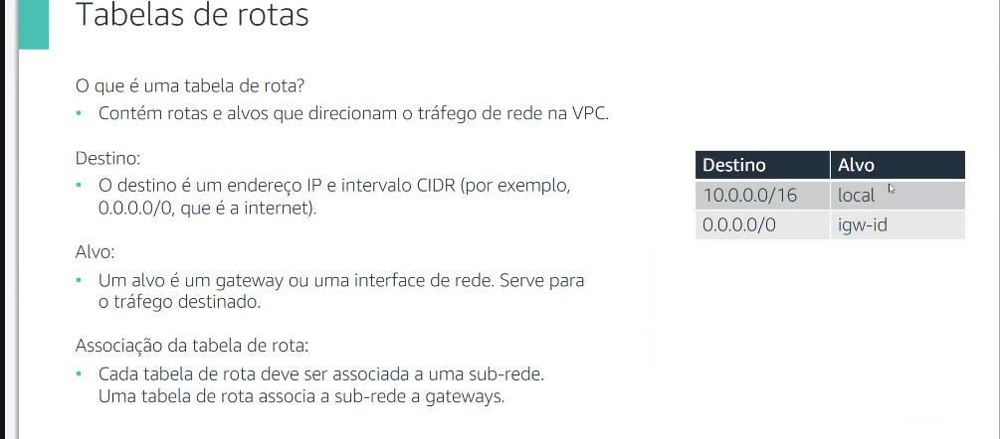 Tabelas de rotas
O que é uma tabela de rota?
• Contém rotas e alvos que direcionam o tráfego de rede na VPC.
Destino:
• O destino é um endereço IP e intervalo CIDR (por exemplo,
0.0.0.0/0, que é a internet).
Alvo:
• Um alvo é um gateway ou uma interface de rede. Serve para
o tráfego destinado.
Associação da tabela de rota:
• Cada tabela de rota deve ser associada a uma sub-rede.
Uma tabela de rota associa a sub-rede a gateways.
Destino Alvo
10.0.0.0/16 local
0.0.0.0/0 igw-id